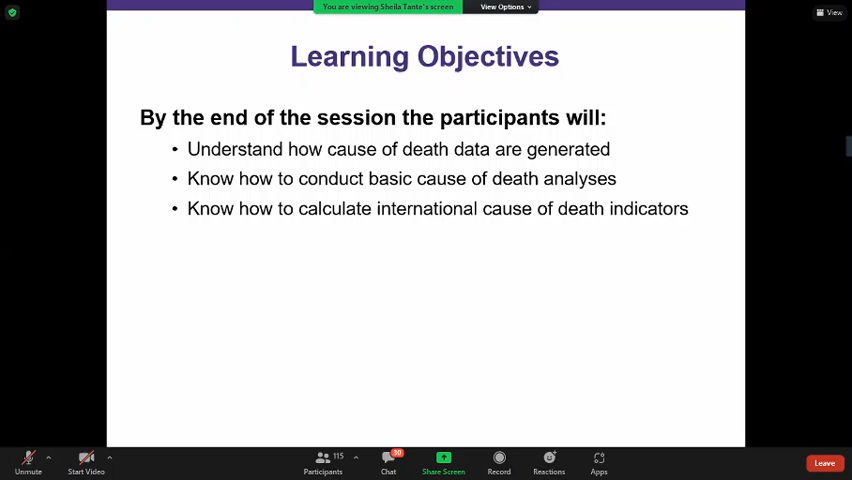 You are viewing Sheila Tante's screen
View Options
View
Learning Objectives
By the end of the session the participants will:
• Understand how cause of death data are generated
• Know how to conduct basic cause of death analyses
• Know how to calculate international cause of death indicators
115
30
Unmute
Start Video
Participants
Chat
Share Screen
Record
Reactions
Apps
Leave